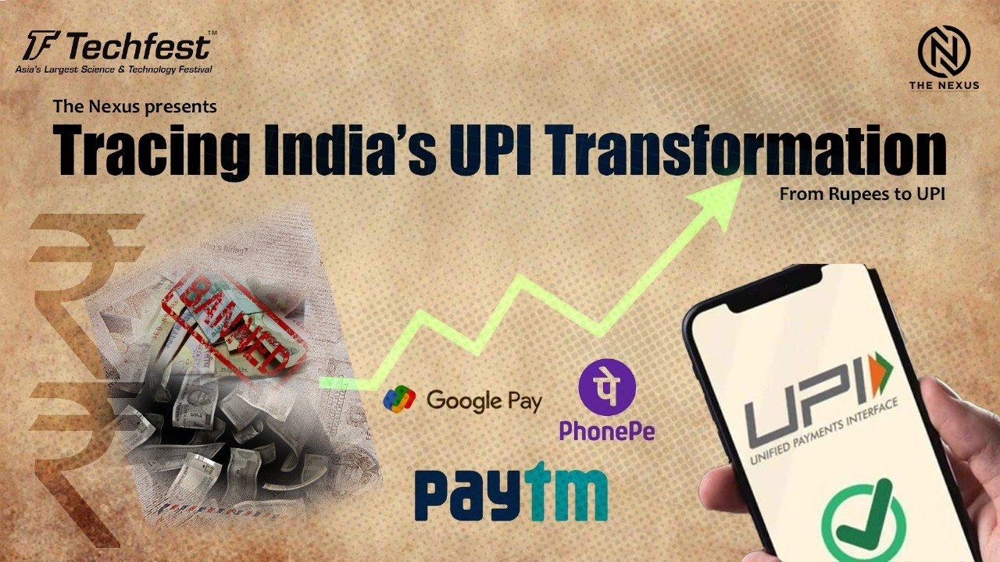 Techfest™
Asia's Largest Science & Technology Festival
THE NEXUS
The Nexus presents
Tracing India's UPI Transformation
From Rupees to UPI
Who's hiring?
BANNED
Google Pay
पे
PhonePe
paytm
UPI
UNIFIED PAYMENTS INTERFACE